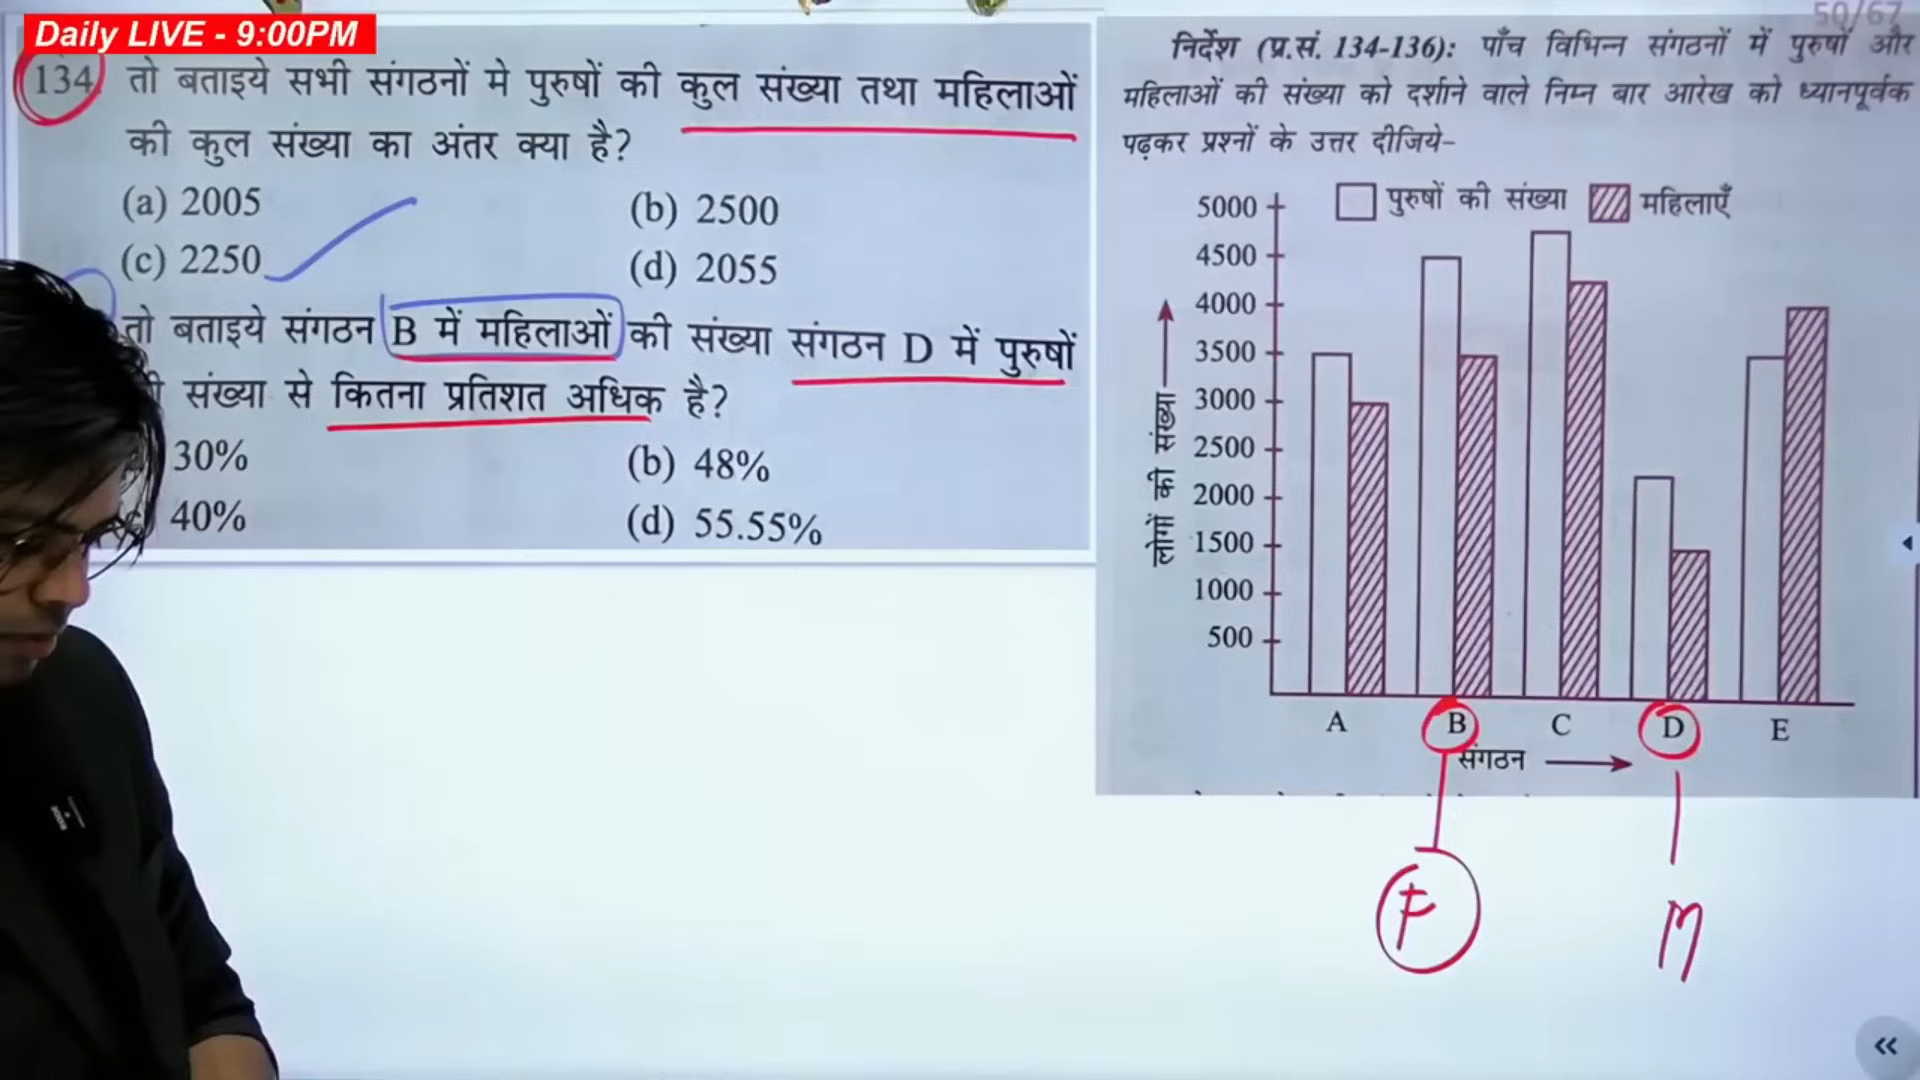 Daily LIVE - 9:00PM
134. तो बताइये सभी संगठनों मे पुरुषों की कुल संख्या तथा महिलाओं
की कुल संख्या का अंतर क्या है?
(a) 2005 (b) 2500
(c) 2250 (d) 2055
तो बताइये संगठन B में महिलाओं की संख्या संगठन D में पुरुषों
संख्या से कितना प्रतिशत अधिक है?
30% (b) 48%
40% (d) 55.55%
50/67
निर्देश (प्र.सं. 134-136): पाँच विभिन्न संगठनों में पुरुषों और
महिलाओं की संख्या को दर्शाने वाले निम्न बार आरेख को ध्यानपूर्वक
पढ़कर प्रश्नों के उत्तर दीजिये-
पुरुषों की संख्या महिलाएँ
5000
4500
4000
3500
3000
2500
2000
1500
1000
500
लोगों की संख्या
A B C D E
संगठन
F M